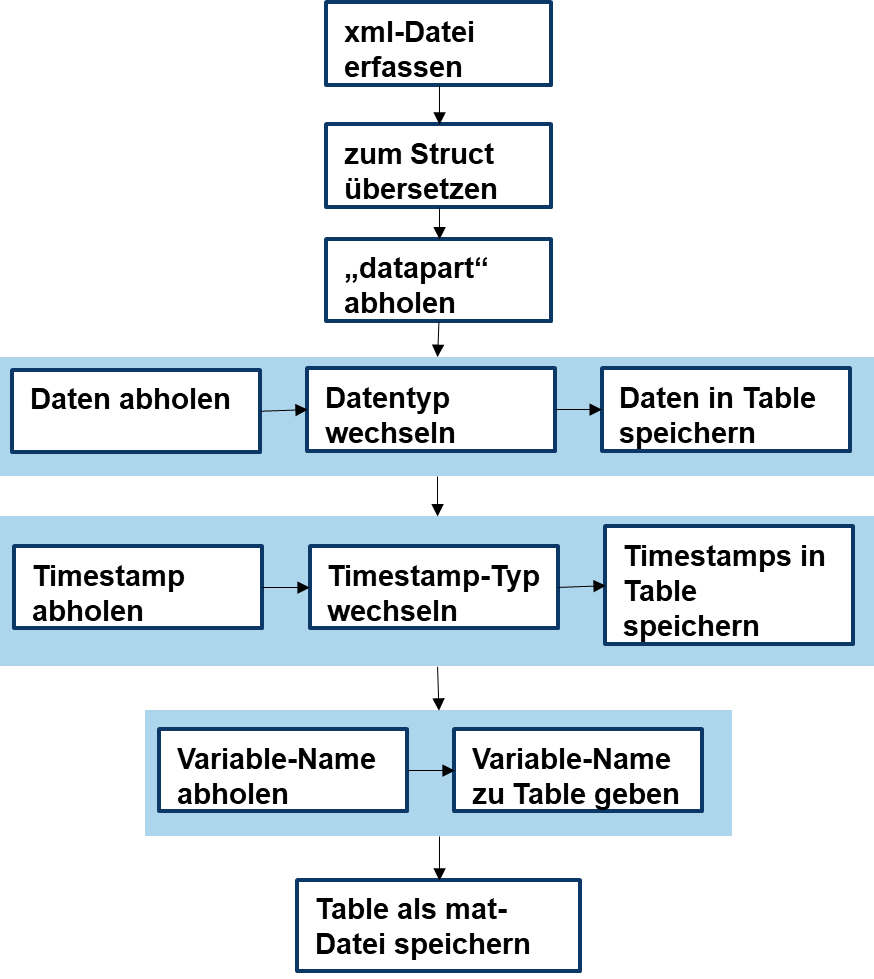 xml-Datei
erfassen
zum Struct
übersetzen
„datapart“
abholen
Daten abholen
Datentyp
wechseln
Daten in Table
speichern
Timestamp
abholen
Timestamp-Typ
wechseln
Timestamps in
Table
speichern
Variable-Name
abholen
Variable-Name
zu Table geben
Table als mat-
Datei speichern